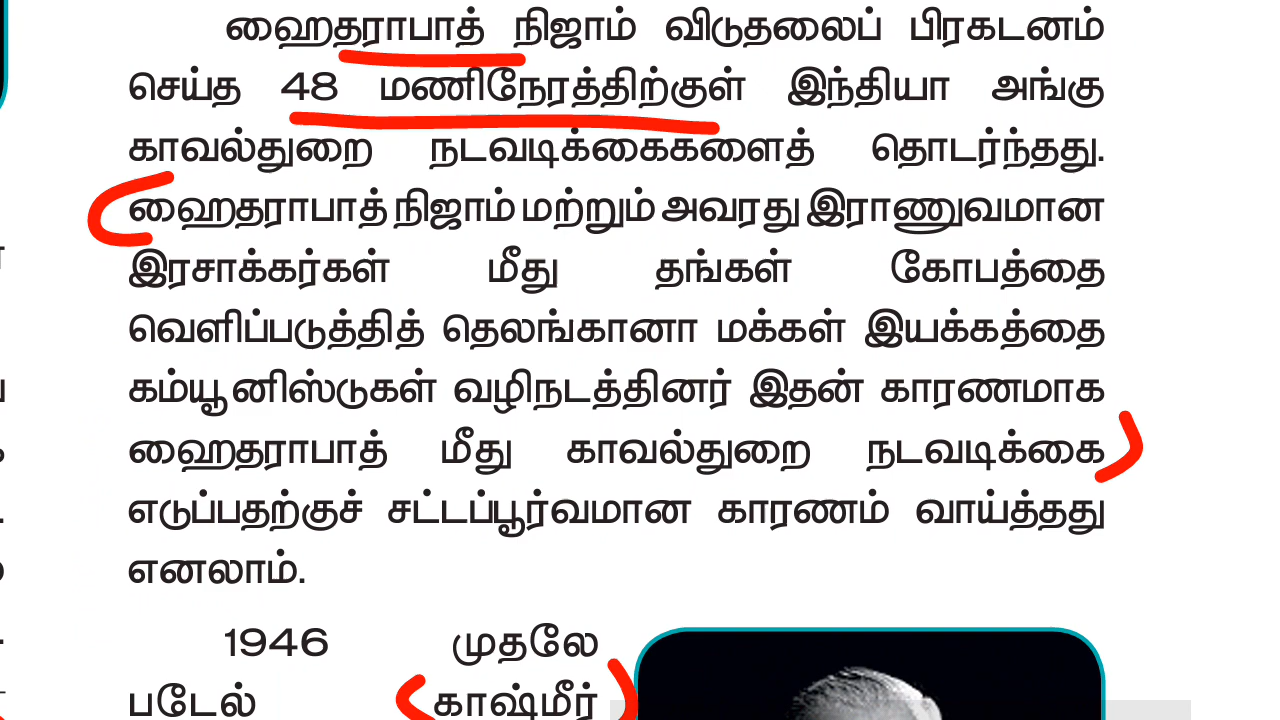 ஹைதராபாத் நிஜாம் விடுதலைப் பிரகடனம்
செய்த 48 மணிநேரத்திற்குள் இந்தியா அங்கு
காவல்துறை நடவடிக்கைகளைத் தொடர்ந்தது.
ஹைதராபாத் நிஜாம் மற்றும் அவரது இராணுவமான
இரசாக்கர்கள் மீது தங்கள் கோபத்தை
வெளிப்படுத்தித் தெலங்கானா மக்கள் இயக்கத்தை
கம்யூனிஸ்டுகள் வழிநடத்தினர் இதன் காரணமாக
ஹைதராபாத் மீது காவல்துறை நடவடிக்கை
எடுப்பதற்குச் சட்டப்பூர்வமான காரணம் வாய்த்தது
எனலாம்.
1946 முதலே
படேல் காஷ்மீர்